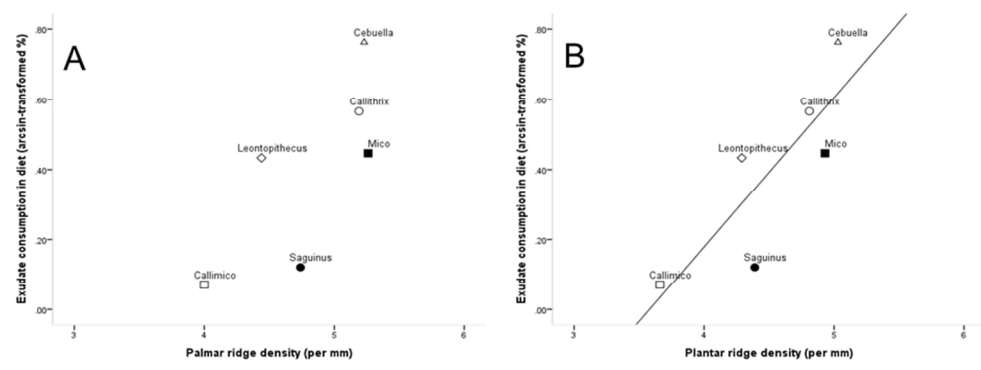 A
Exudate consumption in diet (arcsin-transformed %)
.80
.60
.40
.20
.00
Cebuella
Callithrix
Mico
Leontopithecus
Saguinus
Callimico
3 4 5 6
Palmar ridge density (per mm)
B
Exudate consumption in diet (arcsin-transformed %)
.80
.60
.40
.20
.00
Cebuella
Callithrix
Mico
Leontopithecus
Saguinus
Callimico
3 4 5 6
Plantar ridge density (per mm)